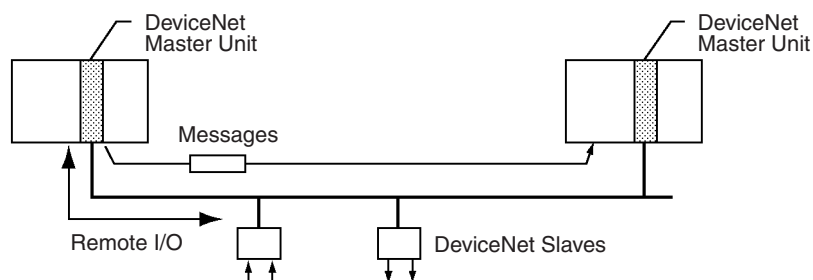 DeviceNet
Master Unit
DeviceNet
Master Unit
Messages
Remote I/O
DeviceNet Slaves